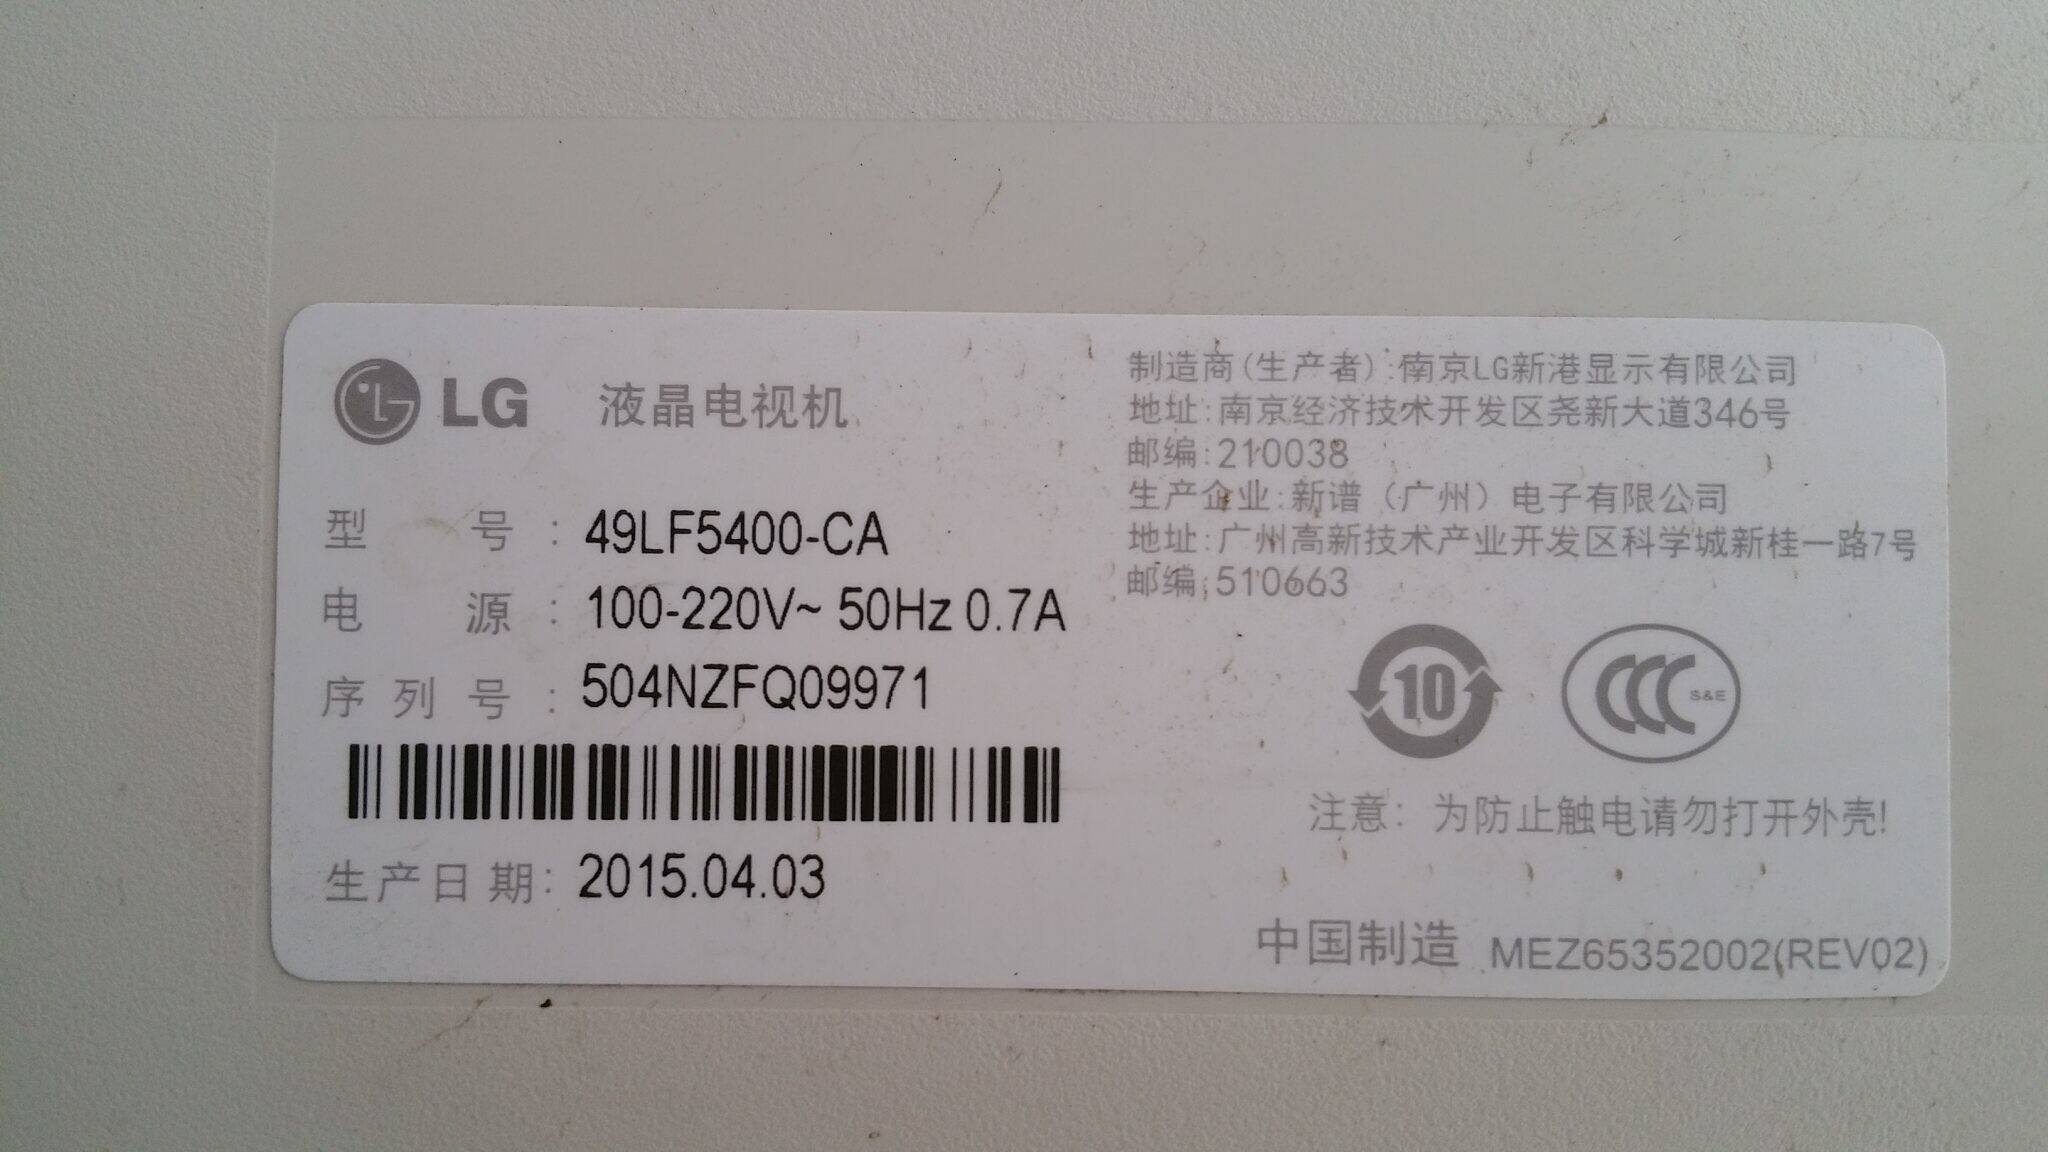 LG 液晶电视机
型号: 49LF5400-CA
电源: 100-220V~ 50Hz 0.7A
序列号: 504NZFQ09971
生产日期: 2015.04.03
制造商(生产者):南京LG新港显示有限公司
地址:南京经济技术开发区尧新大道346号
邮编:210038
生产企业:新谱（广州）电子有限公司
地址:广州高新技术产业开发区科学城新桂一路7号
邮编:510663
10 CCC S&E
注意: 为防止触电请勿打开外壳!
中国制造 MEZ65352002(REV02)